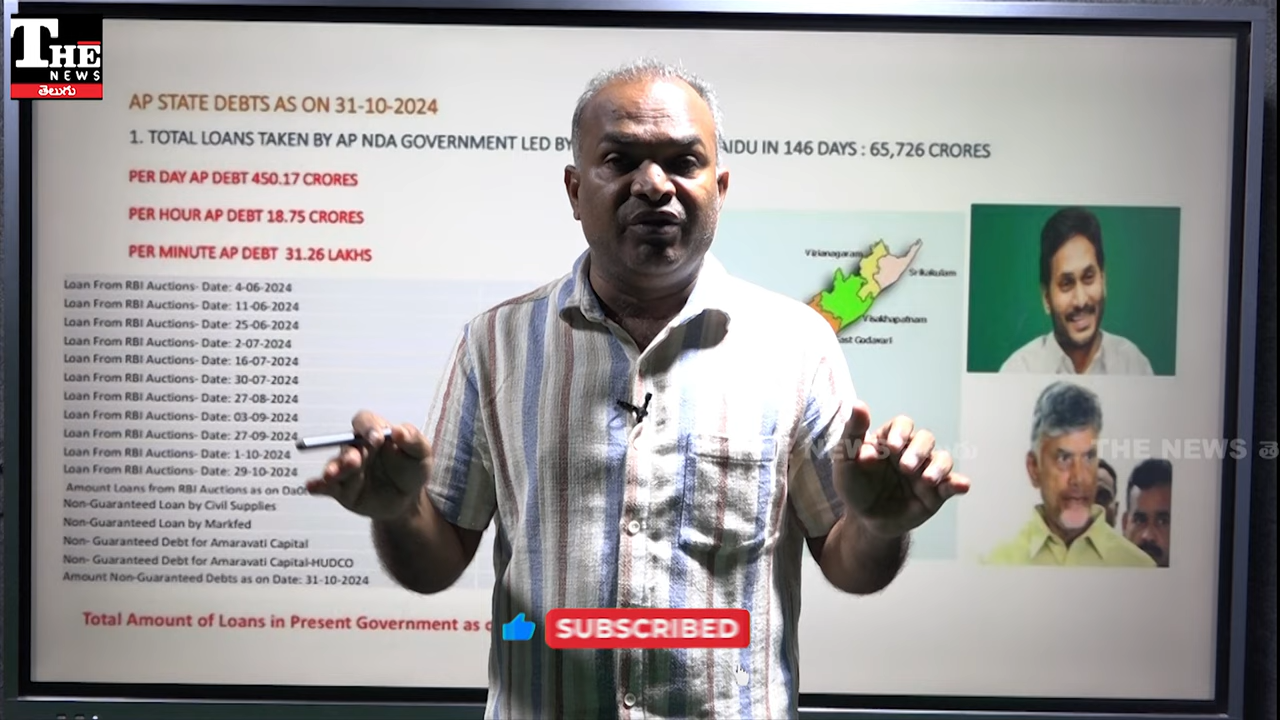 THE
NEWS
తెలుగు
AP STATE DEBTS AS ON 31-10-2024
1. TOTAL LOANS TAKEN BY AP NDA GOVERNMENT LED BY AIDU IN 146 DAYS : 65,726 CRORES
PER DAY AP DEBT 450.17 CRORES
PER HOUR AP DEBT 18.75 CRORES
PER MINUTE AP DEBT 31.26 LAKHS
Loan From RBI Auctions- Date: 4-06-2024
Loan From RBI Auctions- Date: 11-06-2024
Loan From RBI Auctions- Date: 25-06-2024
Loan From RBI Auctions- Date: 2-07-2024
Loan From RBI Auctions- Date: 16-07-2024
Loan From RBI Auctions- Date: 30-07-2024
Loan From RBI Auctions- Date: 27-08-2024
Loan From RBI Auctions- Date: 03-09-2024
Loan From RBI Auctions- Date: 27-09-2024
Loan From RBI Auctions- Date: 1-10-2024
Loan From RBI Auctions- Date: 29-10-2024
Amount Loans from RBI Auctions as on
Non-Guaranteed Loan by Civil Supplies
Non-Guaranteed Loan by Markfed
Non- Guaranteed Debt for Amaravati Capital
Non- Guaranteed Debt for Amaravati Capital-HUDCO
Amount Non-Guaranteed Debts as on Date: 31-10-2024
Total Amount of Loans in Present Government as
Vizianagaram
Srikakulam
Visakhapatnam
ast Godavari
THE NEWS
THE NEWS తె
SUBSCRIBED